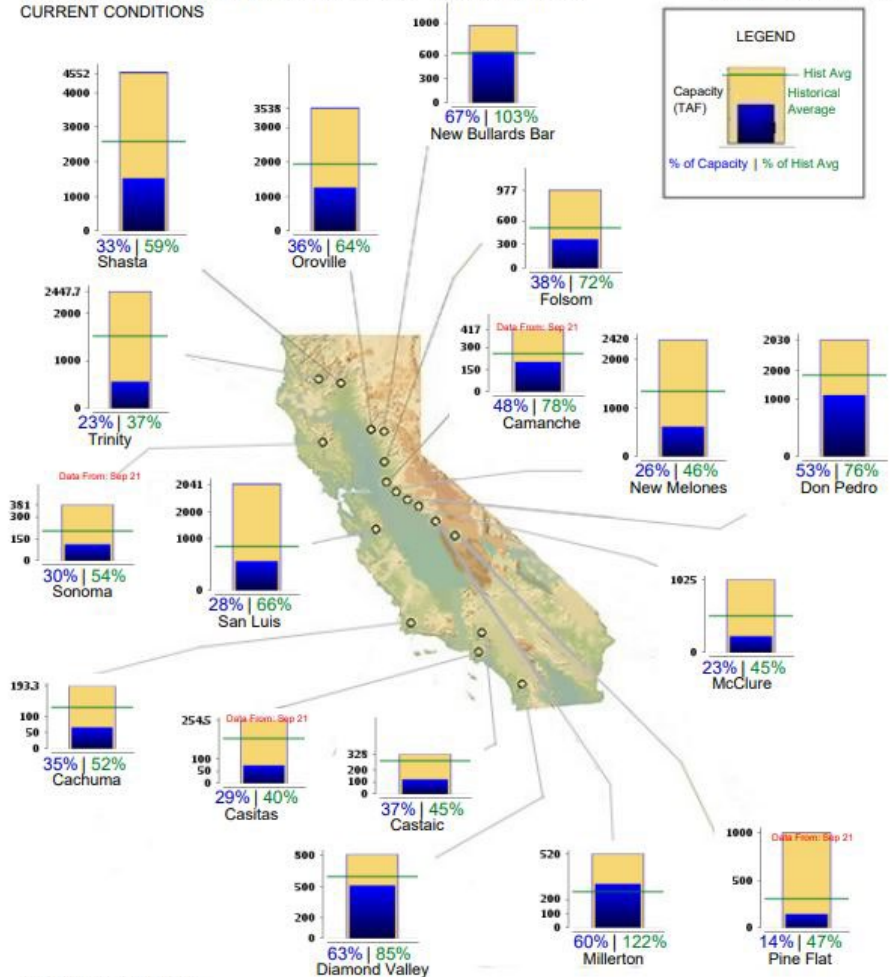 CURRENT CONDITIONS
LEGEND
Capacity
(TAF)
Hist Avg
Historical
Average
% of Capacity | % of Hist Avg
4552
4000
3000
2000
1000
0
33% | 59%
Shasta
3538
3000
2000
1000
0
36% | 64%
Oroville
1000
600
300
0
67% | 103%
New Bullards Bar
977
600
300
0
38% | 72%
Folsom
2447.7
2000
1000
0
23% | 37%
Trinity
Data From: Sep 21
417
300
150
0
48% | 78%
Camanche
2420
2000
1000
0
26% | 46%
New Melones
2030
2000
1000
0
53% | 76%
Don Pedro
Data From: Sep 21
381
300
150
0
30% | 54%
Sonoma
2041
2000
1000
0
28% | 66%
San Luis
1025
0
23% | 45%
McClure
193.3
100
50
0
35% | 52%
Cachuma
Data From: Sep 21
254.5
100
50
0
29% | 40%
Casitas
325
200
100
0
37% | 45%
Castaic
800
500
200
0
63% | 85%
Diamond Valley
520
200
100
0
60% | 122%
Millerton
Data From: Sep 21
1000
500
0
14% | 47%
Pine Flat